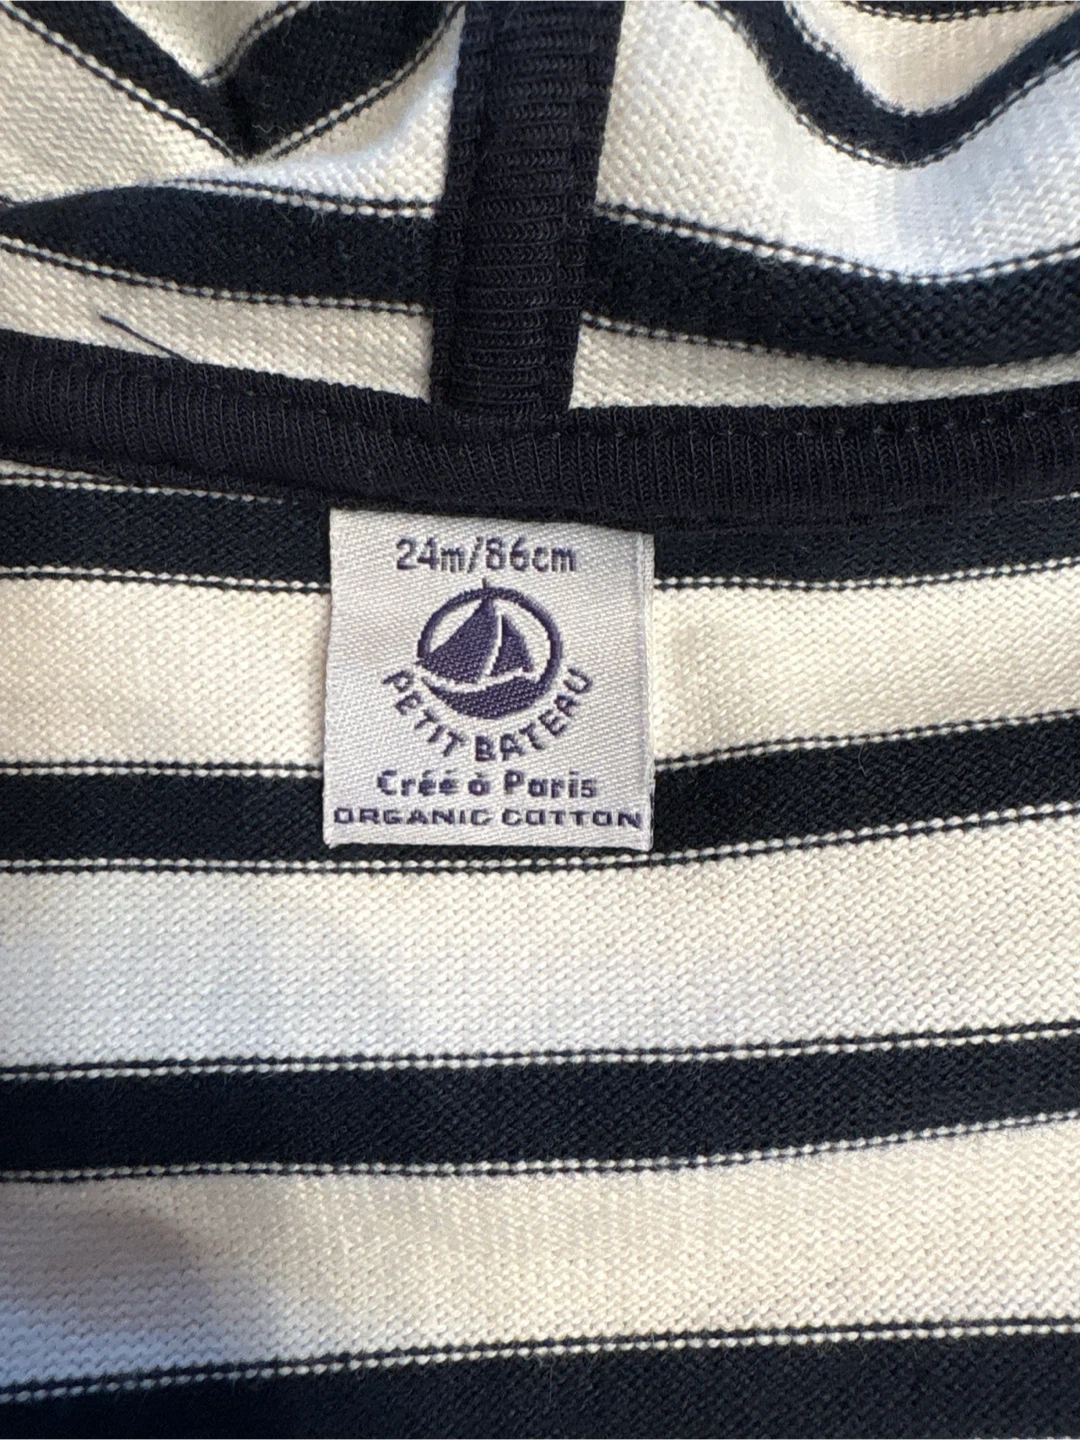 24m/86cm
PETIT BATEAU
Créé à Paris
ORGANIC COTTON